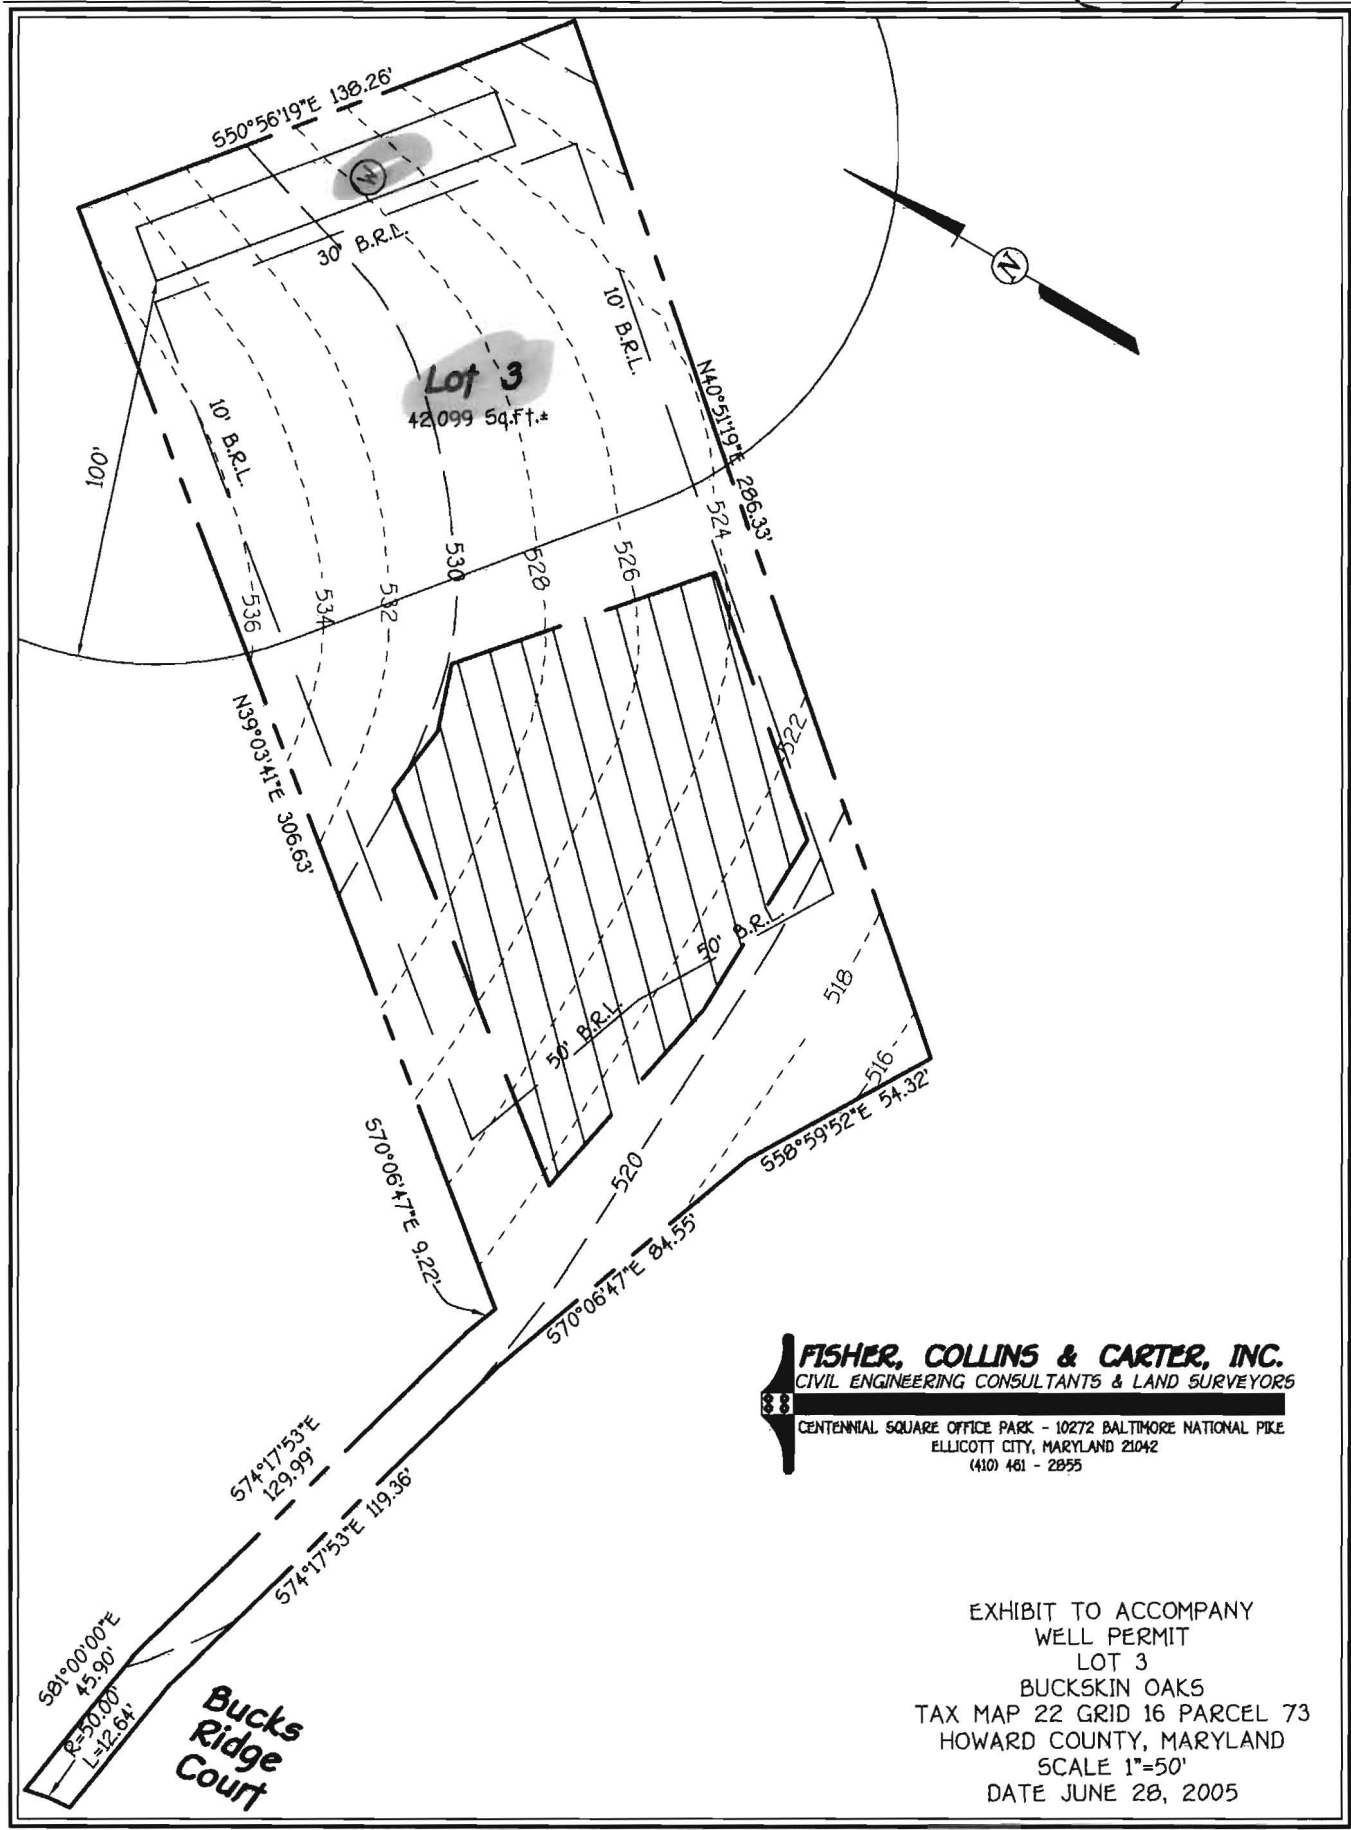 S50°56'19"E 138.26'
W
30' B.R.L.
N
10' B.R.L.
Lot 3
42,099 Sq.Ft.±
10' B.R.L.
N40°51'19"E 286.33'
100'
536
534
532
530
528
526
524
522
N39°03'41"E 306.63'
50' B.R.L.
50' B.R.L.
518
516
S58°59'52"E 54.32'
520
S70°06'47"E 9.22'
S70°06'47"E 84.55'
S74°17'53"E
129.99'
S74°17'53"E 119.36'
S81°00'00"E
45.90'
R=50.00'
L=12.64'
Bucks
Ridge
Court
FISHER, COLLINS & CARTER, INC.
CIVIL ENGINEERING CONSULTANTS & LAND SURVEYORS
CENTENNIAL SQUARE OFFICE PARK - 10272 BALTIMORE NATIONAL PIKE
ELLICOTT CITY, MARYLAND 21042
(410) 461 - 2855
EXHIBIT TO ACCOMPANY
WELL PERMIT
LOT 3
BUCKSKIN OAKS
TAX MAP 22 GRID 16 PARCEL 73
HOWARD COUNTY, MARYLAND
SCALE 1"=50'
DATE JUNE 28, 2005